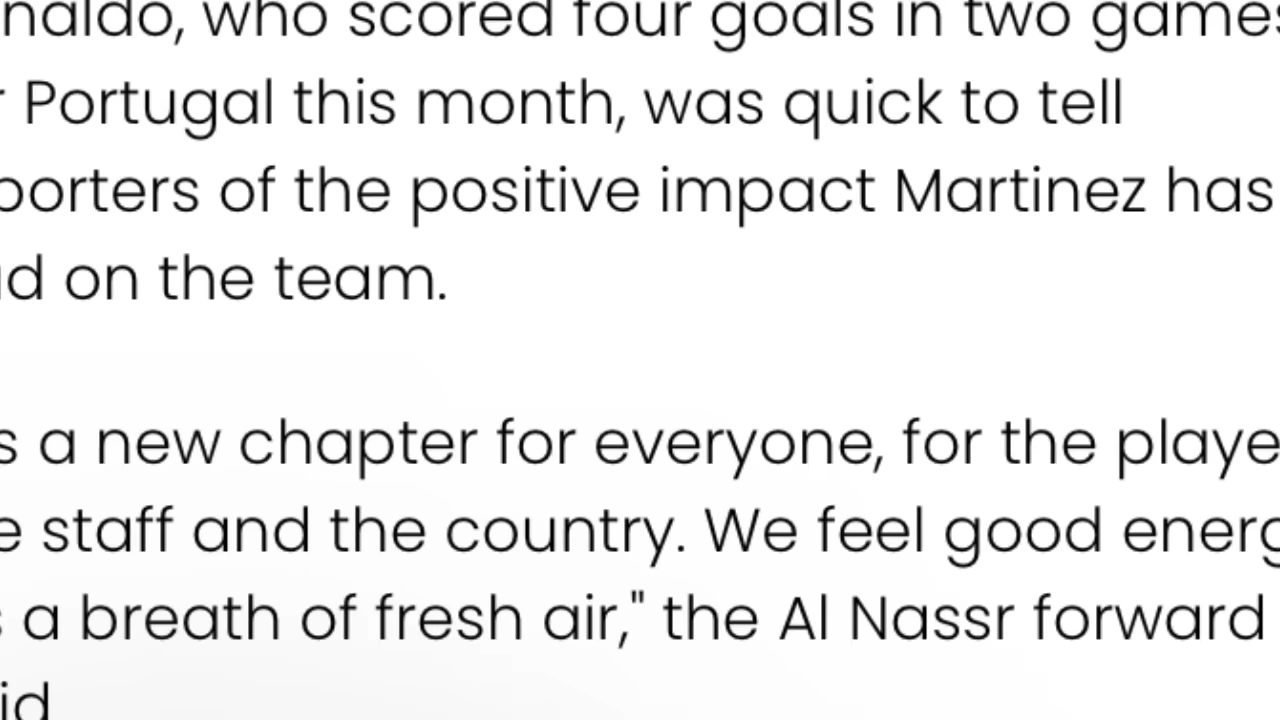 naldo, who scored four goals in two games
r Portugal this month, was quick to tell
porters of the positive impact Martinez has
ad on the team.
s a new chapter for everyone, for the playe
e staff and the country. We feel good energ
s a breath of fresh air," the Al Nassr forward
id